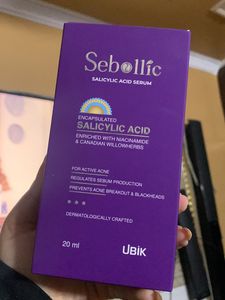 Sebollic
SALICYLIC ACID SERUM
ENCAPSULATED
SALICYLIC ACID
ENRICHED WITH NIACINAMIDE
& CANADIAN WILLOWHERBS
FOR ACTIVE ACNE
REGULATES SEBUM PRODUCTION
PREVENTS ACNE BREAKOUT & BLACKHEADS
DERMATOLOGICALLY CRAFTED
20 ml
UBIK